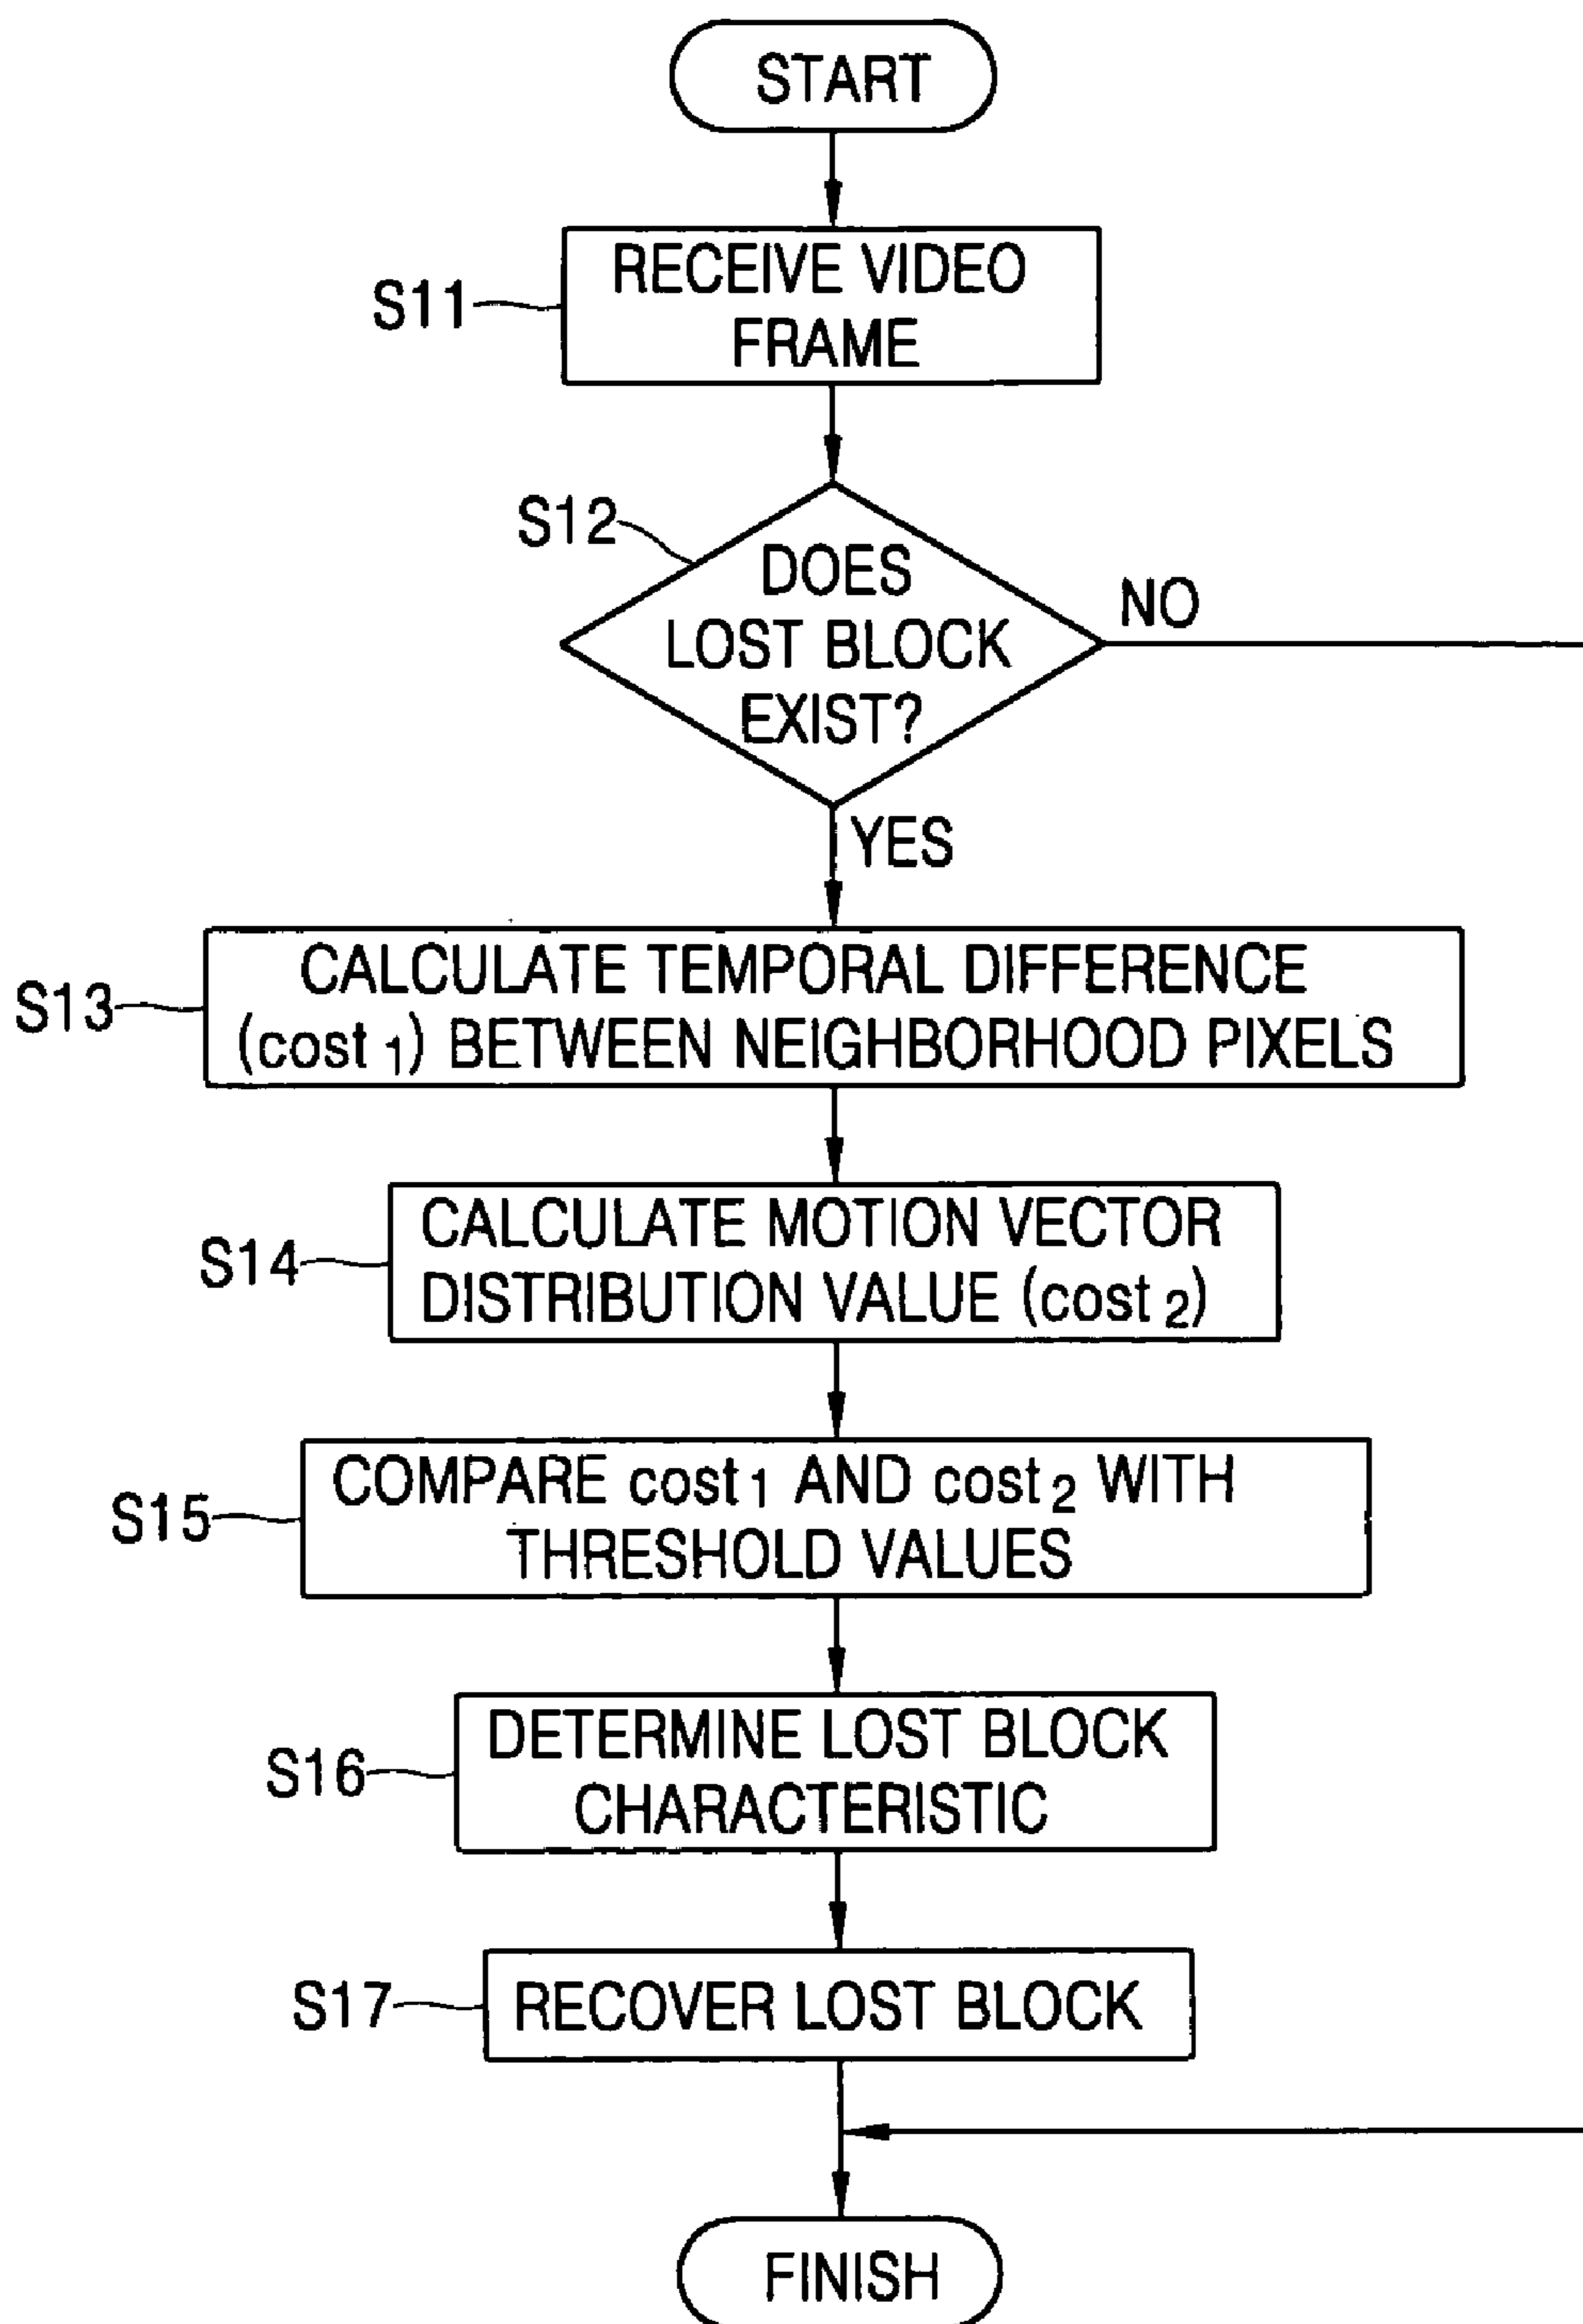 START
S11
RECEIVE VIDEO
FRAME
S12
DOES
LOST BLOCK
EXIST?
NO
YES
S13
CALCULATE TEMPORAL DIFFERENCE
(cost 1) BETWEEN NEIGHBORHOOD PIXELS
S14
CALCULATE MOTION VECTOR
DISTRIBUTION VALUE (cost 2)
S15
COMPARE cost 1 AND cost 2 WITH
THRESHOLD VALUES
S16
DETERMINE LOST BLOCK
CHARACTERISTIC
S17
RECOVER LOST BLOCK
FINISH